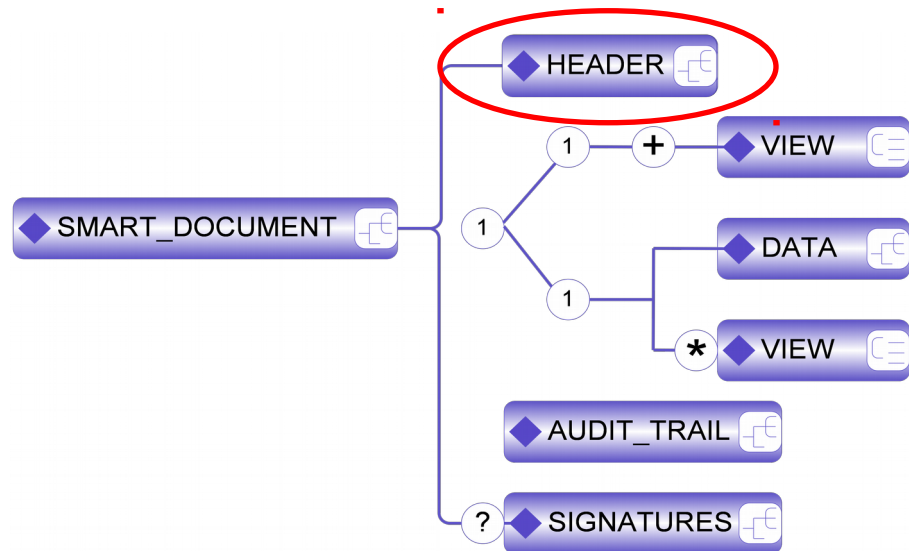 HEADER
1
+
VIEW
SMART_DOCUMENT
1
DATA
1
*
VIEW
AUDIT_TRAIL
?
SIGNATURES